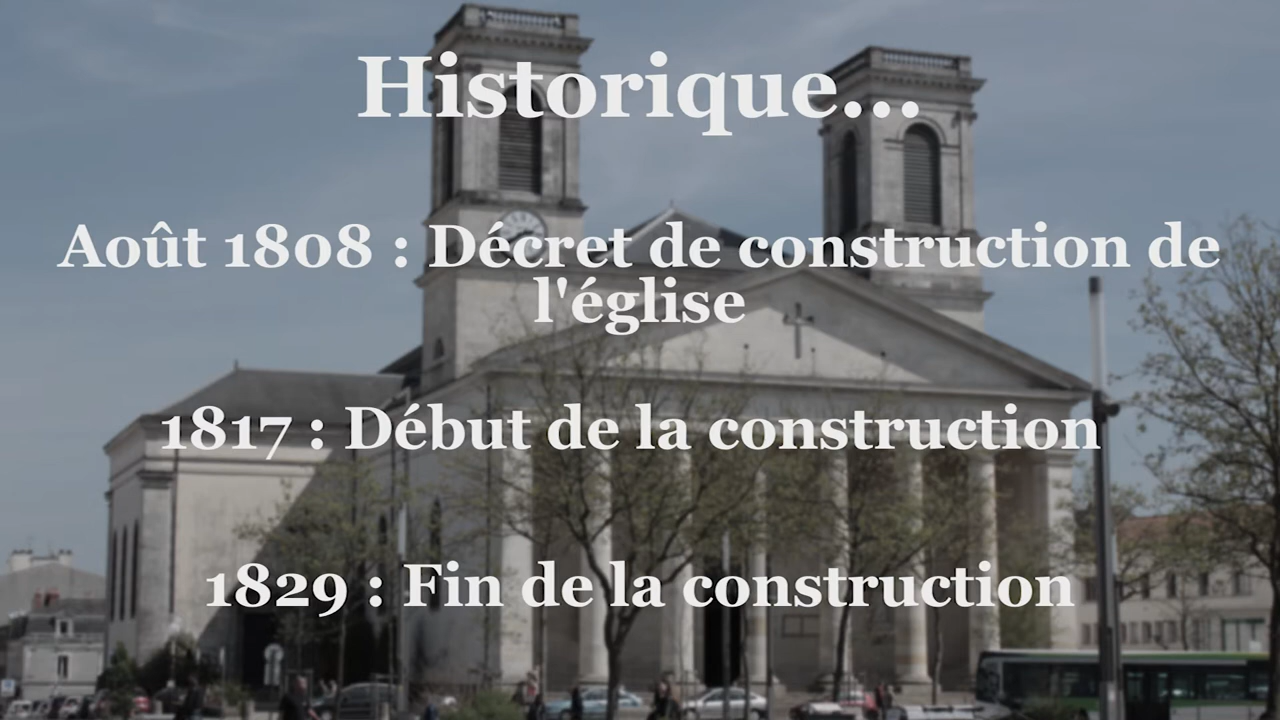 Historique...
Août 1808 : Décret de construction de
l'église
1817 : Début de la construction
1829 : Fin de la construction